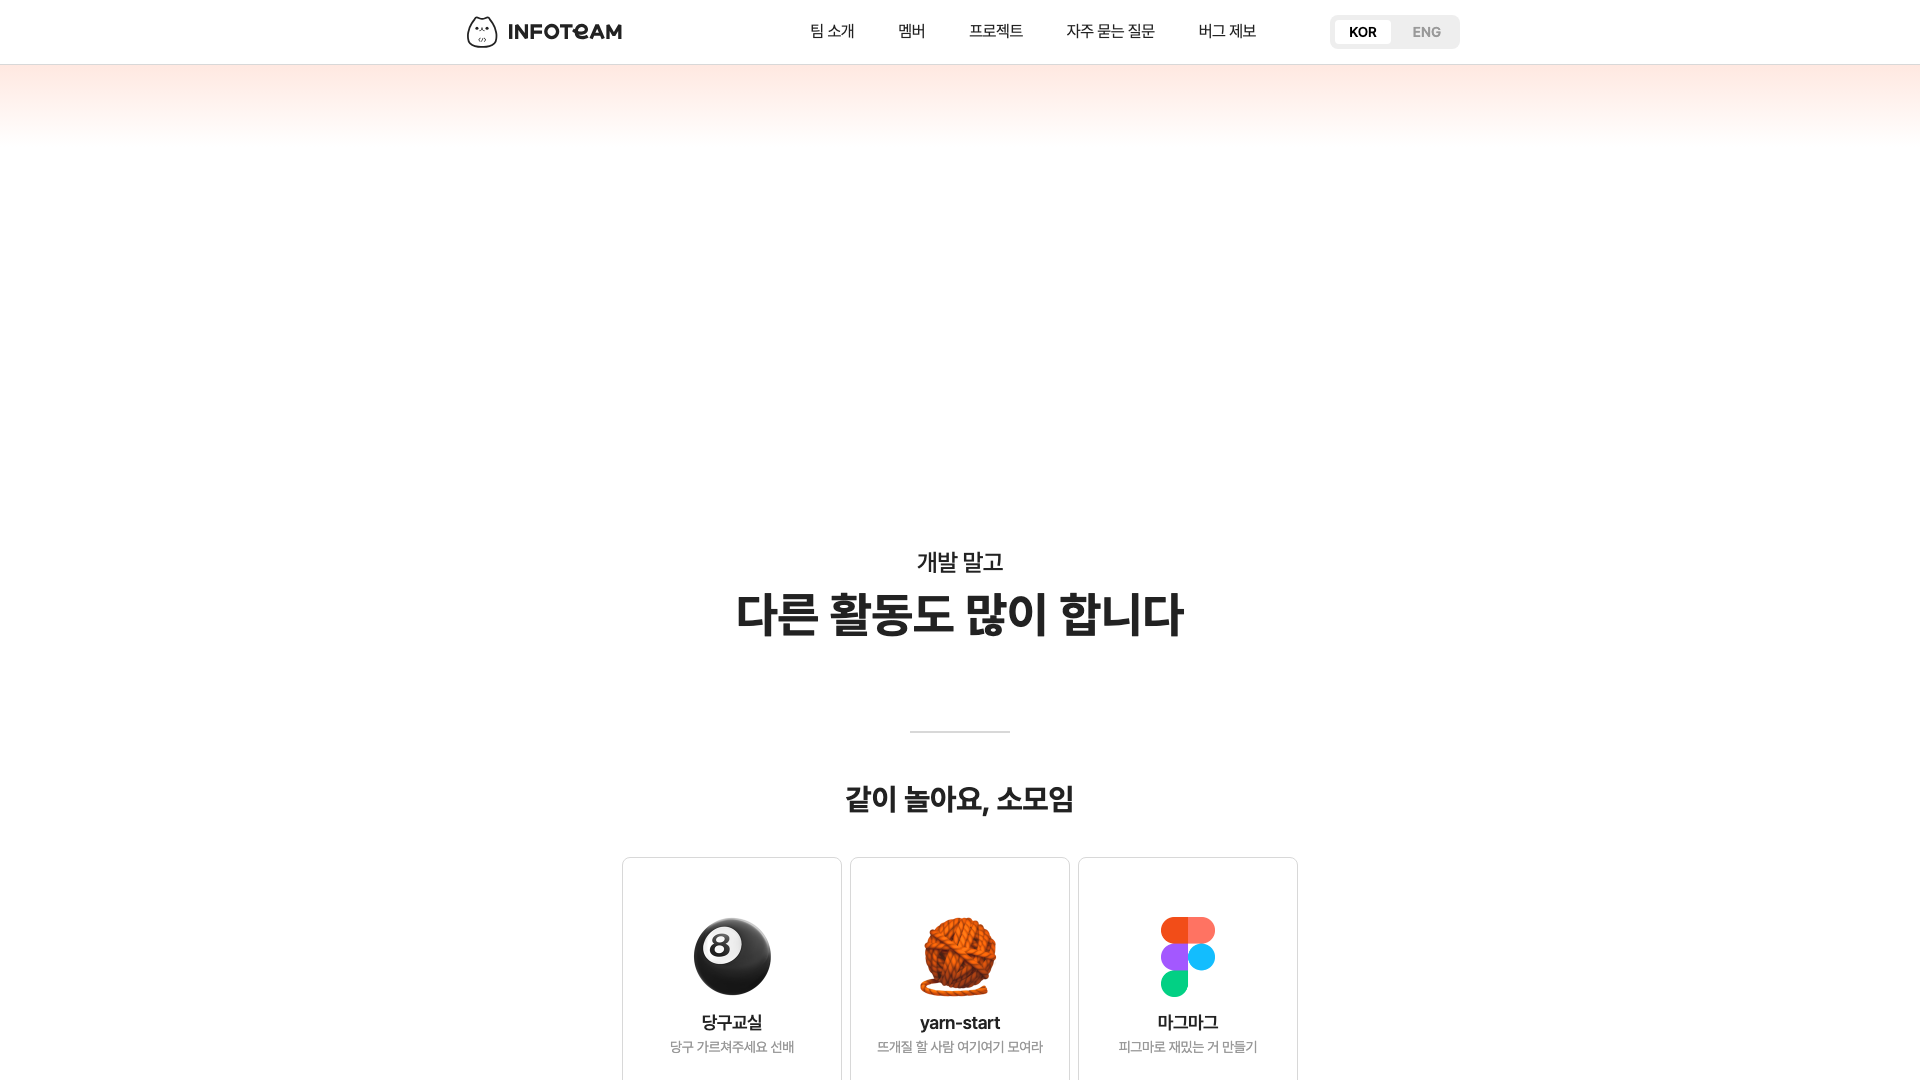 INFOTEAM
팀 소개
멤버
프로젝트
자주 묻는 질문
버그 제보
KOR
ENG
개발 말고
다른 활동도 많이 합니다
같이 놀아요, 소모임
8
당구교실
당구 가르쳐주세요 선배
yarn-start
뜨개질 할 사람 여기여기 모여라
마그마그
피그마로 재밌는 거 만들기